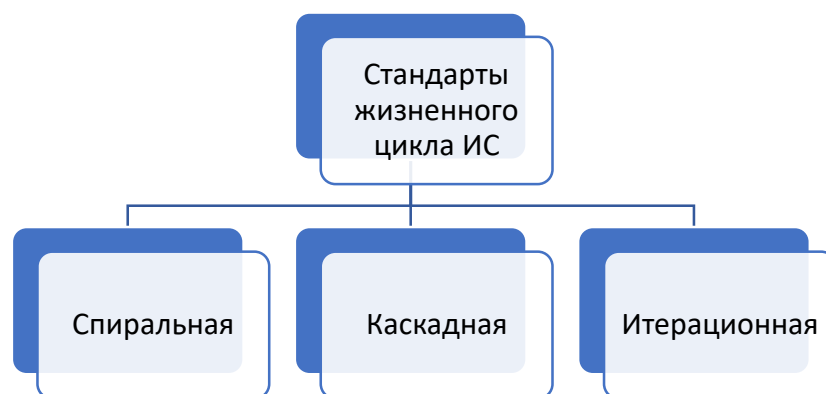 Стандарты
жизненного
цикла ИС
Спиральная
Каскадная
Итерационная